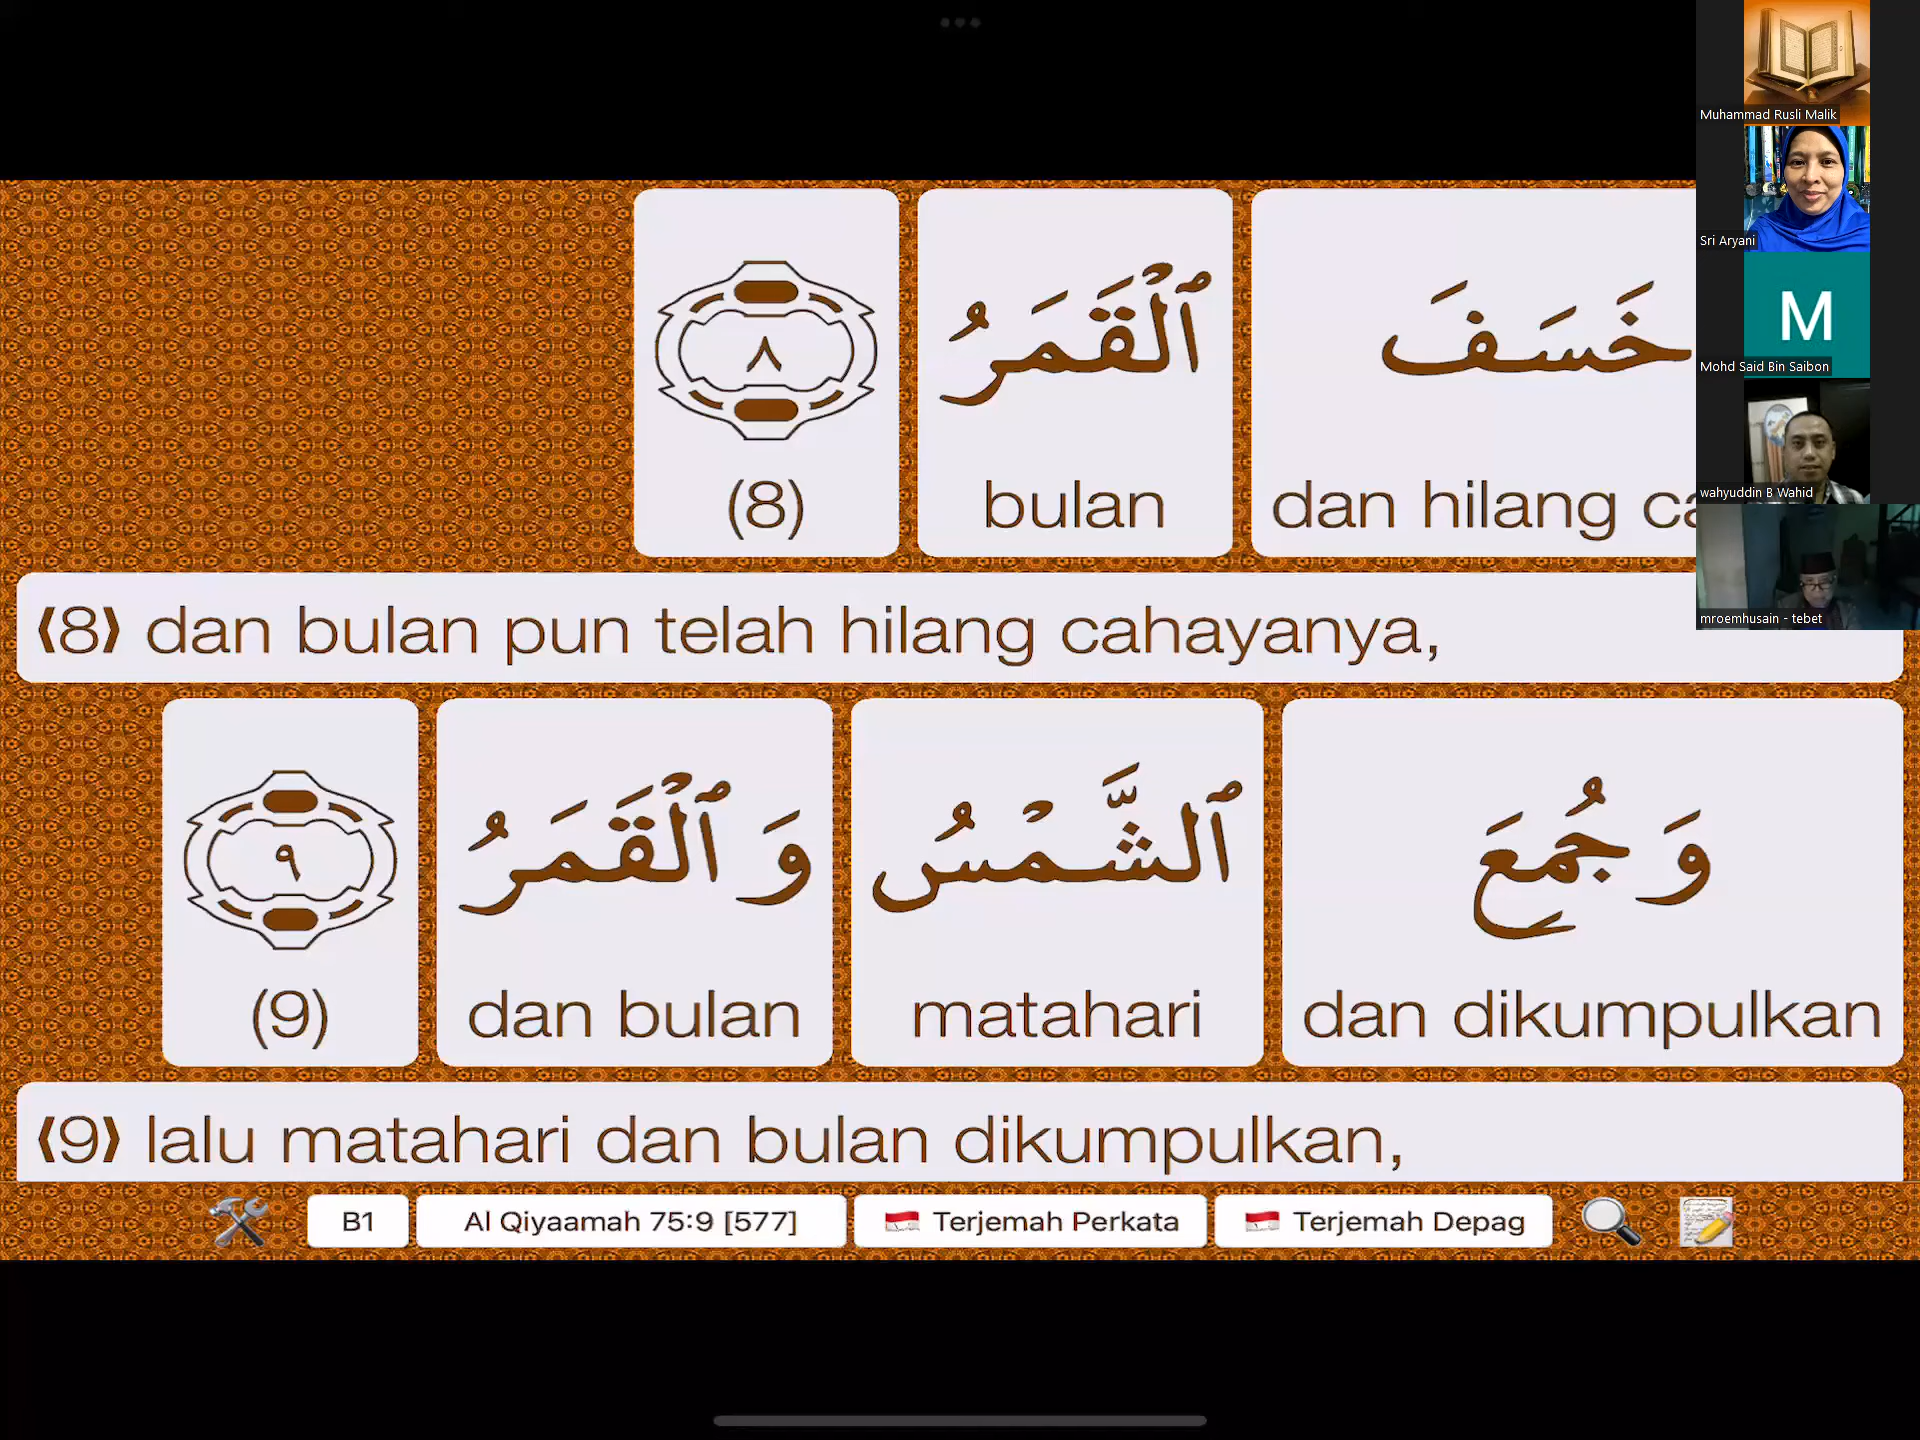 خَسَفَ ٱلْقَمَرُ ٨
dan hilang bulan (8)
⟨8⟩ dan bulan pun telah hilang cahayanya,
وَ جُمِعَ ٱلشَّمْسُ وَ ٱلْقَمَرُ ٩
dan dikumpulkan matahari dan bulan (9)
⟨9⟩ lalu matahari dan bulan dikumpulkan,
B1 Al Qiyaamah 75:9 [577] Terjemah Perkata Terjemah Depag
Muhammad Rusli Malik
Sri Aryani
M
Mohd Said Bin Saibon
wahyuddin B Wahid
mroemhusain - tebet